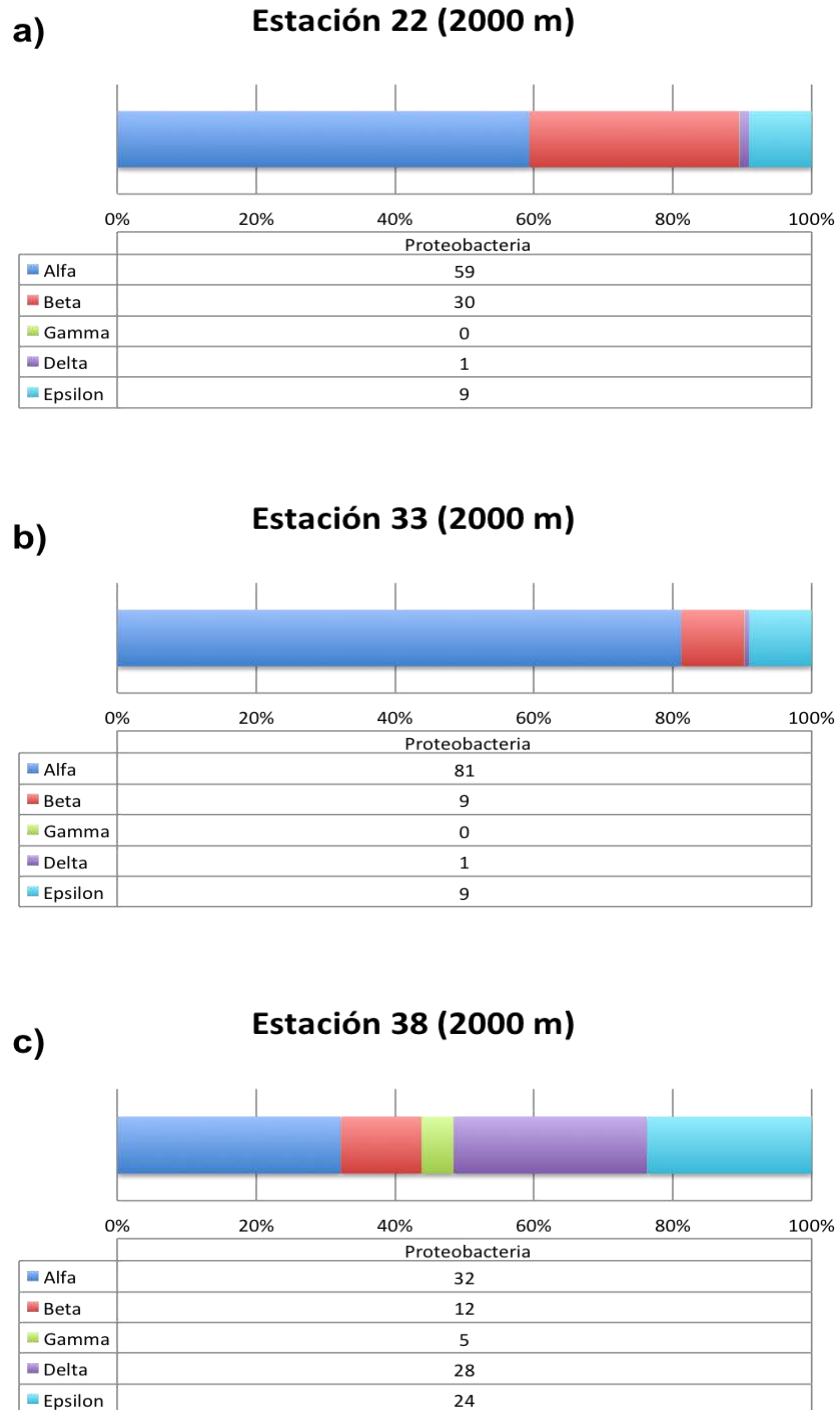 a)
Estación 22 (2000 m)
0% 20% 40% 60% 80% 100%
Proteobacteria
Alfa 59
Beta 30
Gamma 0
Delta 1
Epsilon 9
b)
Estación 33 (2000 m)
0% 20% 40% 60% 80% 100%
Proteobacteria
Alfa 81
Beta 9
Gamma 0
Delta 1
Epsilon 9
c)
Estación 38 (2000 m)
0% 20% 40% 60% 80% 100%
Proteobacteria
Alfa 32
Beta 12
Gamma 5
Delta 28
Epsilon 24